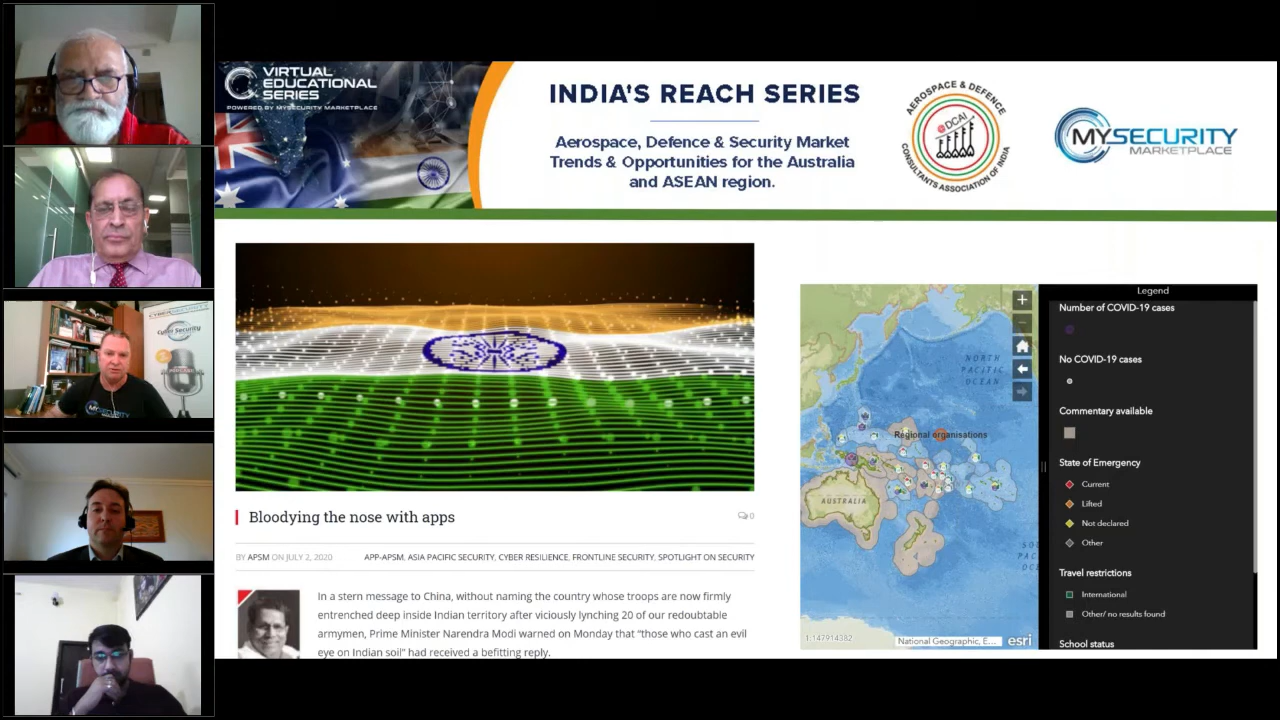 VIRTUAL
EDUCATIONAL
SERIES
POWERED BY MYSECURITY MARKETPLACE
INDIA'S REACH SERIES
Aerospace, Defence & Security Market
Trends & Opportunities for the Australia
and ASEAN region.
AEROSPACE & DEFENCE
DCAI
CONSULTANTS ASSOCIATION OF INDIA
MYSECURITY
MARKETPLACE
Cyber Security
MYSECURITY
Bloodying the nose with apps
0
BY APSM ON JULY 2, 2020
APP-APSM, ASIA PACIFIC SECURITY, CYBER RESILIENCE, FRONTLINE SECURITY, SPOTLIGHT ON SECURITY
In a stern message to China, without naming the country whose troops are now firmly
entrenched deep inside Indian territory after viciously lynching 20 of our redoubtable
armymen, Prime Minister Narendra Modi warned on Monday that "those who cast an evil
eye on Indian soil" had received a befitting reply.
NORTH
PACIFIC
OCEAN
Regional organisations
AUSTRALIA
1:147914382
National Geographic, E...
esri
Legend
Number of COVID-19 cases
No COVID-19 cases
Commentary available
State of Emergency
Current
Lifted
Not declared
Other
Travel restrictions
International
Other/ no results found
School status